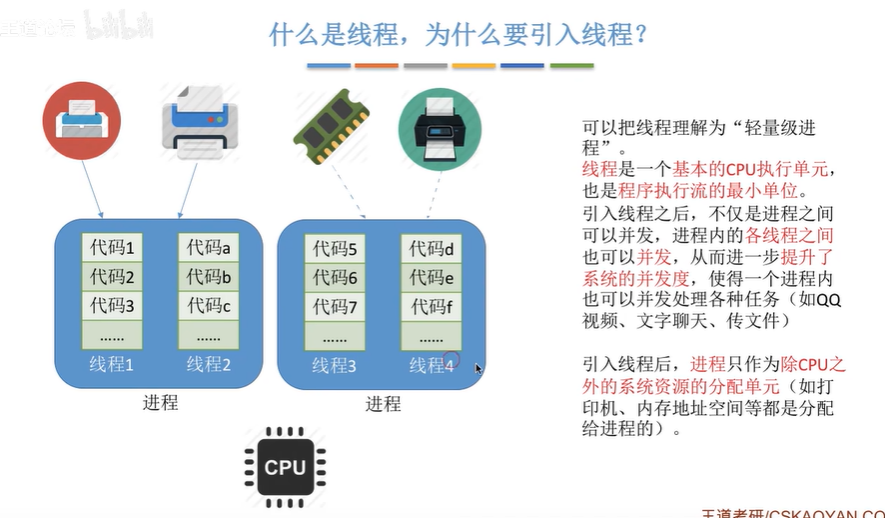 什么是线程，为什么要引入线程？
可以把线程理解为“轻量级进
程”。
线程是一个基本的CPU执行单元，
也是程序执行流的最小单位。
引入线程之后，不仅是进程之间
可以并发，进程内的各线程之间
也可以并发，从而进一步提升了
系统的并发度，使得一个进程内
也可以并发处理各种任务（如QQ
视频、文字聊天、传文件）
引入线程后，进程只作为除CPU之
外的系统资源的分配单元（如打
印机、内存地址空间等都是分配
给进程的）。
代码1
代码2
代码3
……
线程1
代码a
代码b
代码c
……
线程2
进程
代码5
代码6
代码7
……
线程3
代码d
代码e
代码f
……
线程4
进程
CPU
王道考研/CSKAOYAN.CO